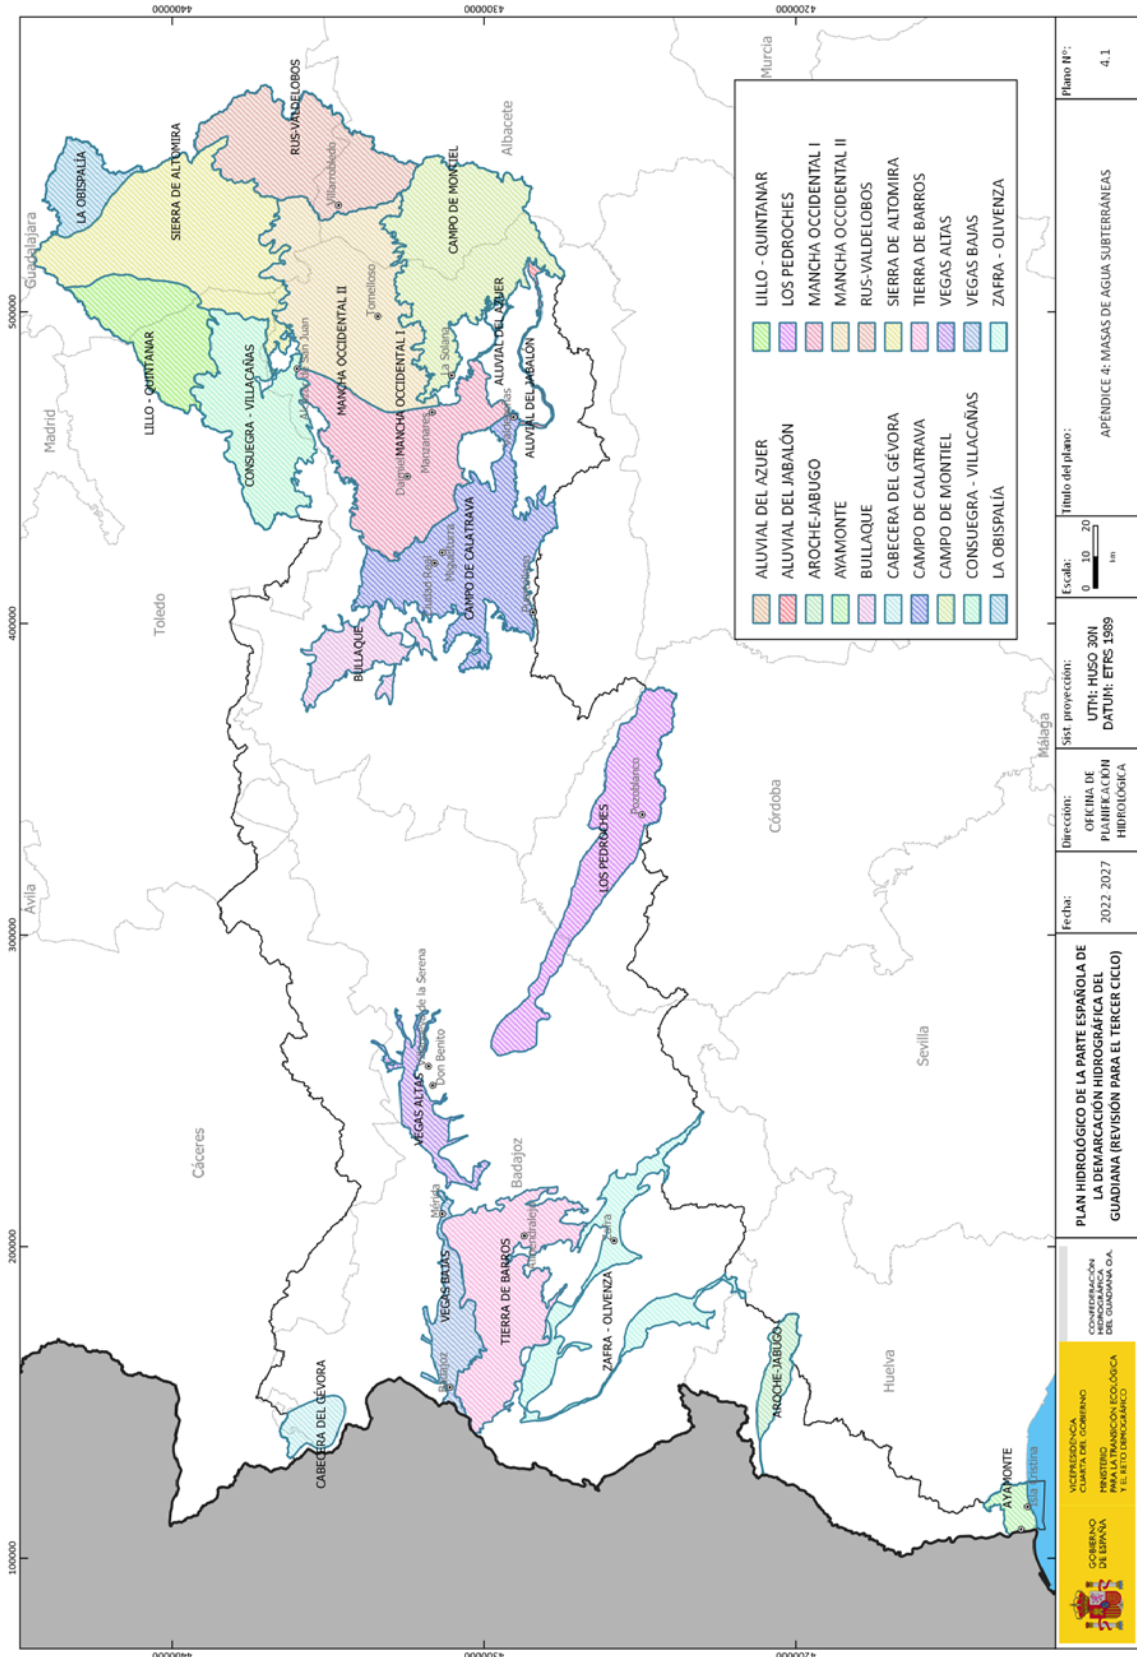 100000
200000
300000
400000
500000
4400000
4300000
4200000
Ávila
Madrid
Guadalajara
Toledo
Cáceres
Badajoz
Albacete
Murcia
Córdoba
Málaga
Sevilla
Huelva
LA OBISPALÍA
SIERRA DE ALTOMIRA
RUS-VALDELOBOS
Villarrobledo
LILLO - QUINTANAR
CONSUEGRA - VILLACAÑAS
MANCHA OCCIDENTAL II
Tomelloso
MANCHA OCCIDENTAL I
Daimiel
Manzanares
La Solana
CAMPO DE MONTIEL
ALUVIAL DEL AZUER
ALUVIAL DEL JABALÓN
BULLAQUE
Ciudad Real
Miguelturra
CAMPO DE CALATRAVA
Puertollano
LOS PEDROCHES
Pozoblanco
VEGAS ALTAS
Villanueva de la Serena
Don Benito
Mérida
VEGAS BAJAS
Badajoz
TIERRA DE BARROS
Almendralejo
ZAFRA - OLIVENZA
Zafra
CABECERA DEL GÉVORA
AROCHE-JABUGO
AYAMONTE
Isla Cristina
ALUVIAL DEL AZUER
ALUVIAL DEL JABALÓN
AROCHE-JABUGO
AYAMONTE
BULLAQUE
CABECERA DEL GÉVORA
CAMPO DE CALATRAVA
CAMPO DE MONTIEL
CONSUEGRA - VILLACAÑAS
LA OBISPALÍA
LILLO - QUINTANAR
LOS PEDROCHES
MANCHA OCCIDENTAL I
MANCHA OCCIDENTAL II
RUS-VALDELOBOS
SIERRA DE ALTOMIRA
TIERRA DE BARROS
VEGAS ALTAS
VEGAS BAJAS
ZAFRA - OLIVENZA
GOBIERNO
DE ESPAÑA
VICEPRESIDENCIA
CUARTA DEL GOBIERNO
MINISTERIO
PARA LA TRANSICIÓN ECOLÓGICA
Y EL RETO DEMOGRÁFICO
CONFEDERACIÓN
HIDROGRÁFICA
DEL GUADIANA O.A.
PLAN HIDROLÓGICO DE LA PARTE ESPAÑOLA DE
LA DEMARCACIÓN HIDROGRÁFICA DEL
GUADIANA (REVISIÓN PARA EL TERCER CICLO)
Fecha:
2022 2027
Dirección:
OFICINA DE
PLANIFICACIÓN
HIDROLÓGICA
Sist. proyección:
UTM: HUSO 30N
DATUM: ETRS 1989
Escala:
0 10 20
km
Título del plano:
APÉNDICE 4: MASAS DE AGUA SUBTERRÁNEAS
Plano Nº:
4.1